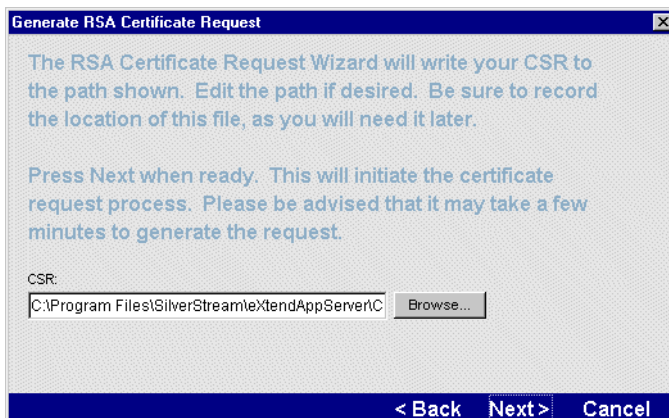 Generate RSA Certificate Request
The RSA Certificate Request Wizard will write your CSR to
the path shown. Edit the path if desired. Be sure to record
the location of this file, as you will need it later.
Press Next when ready. This will initiate the certificate
request process. Please be advised that it may take a few
minutes to generate the request.
CSR:
C:\Program Files\SilverStream\eXtendAppServer\C
Browse...
< Back Next > Cancel